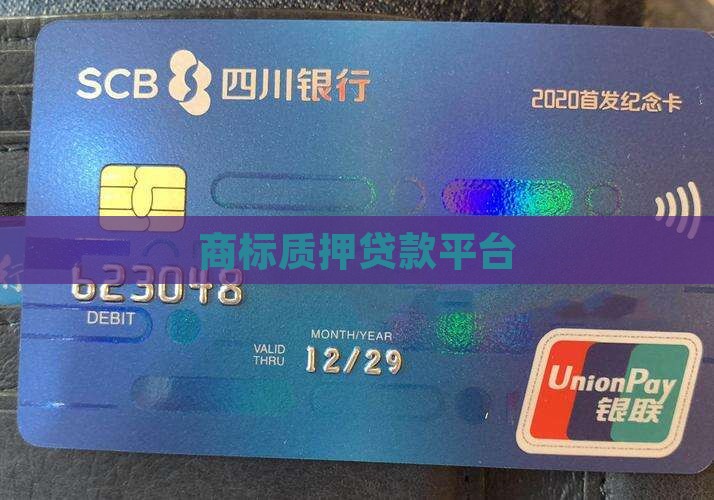 SCB 四川银行
2020首发纪念卡
商标质押贷款平台
行
623048
DEBIT
MONTH/YEAR
VALID THRU 12/29
UnionPay
银联